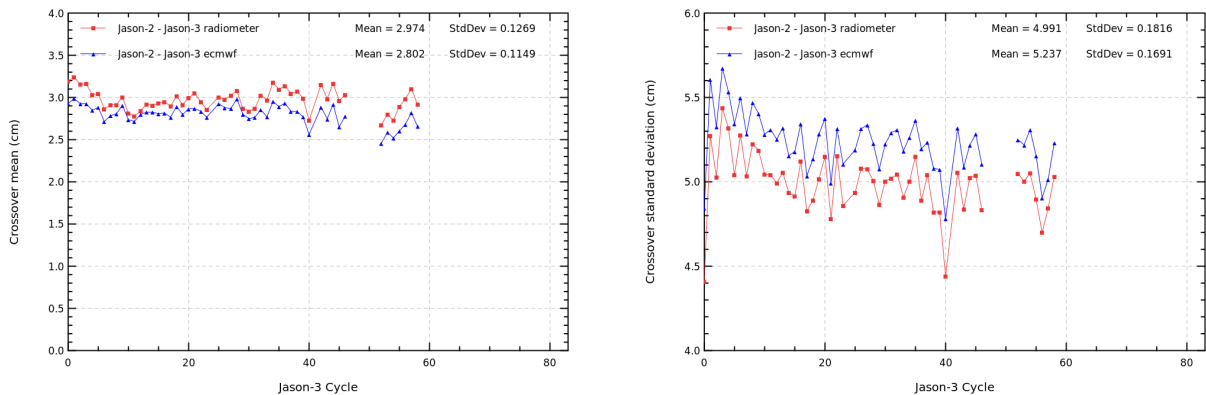 Crossover mean (cm)
4.0
3.5
3.0
2.5
2.0
1.5
1.0
0.5
0.0
Jason-2 - Jason-3 radiometer Mean = 2.974 StdDev = 0.1269
Jason-2 - Jason-3 ecmwf Mean = 2.802 StdDev = 0.1149
0 20 40 60 80
Jason-3 Cycle
Crossover standard deviation (cm)
6.0
5.5
5.0
4.5
4.0
Jason-2 - Jason-3 radiometer Mean = 4.991 StdDev = 0.1816
Jason-2 - Jason-3 ecmwf Mean = 5.237 StdDev = 0.1691
0 20 40 60 80
Jason-3 Cycle